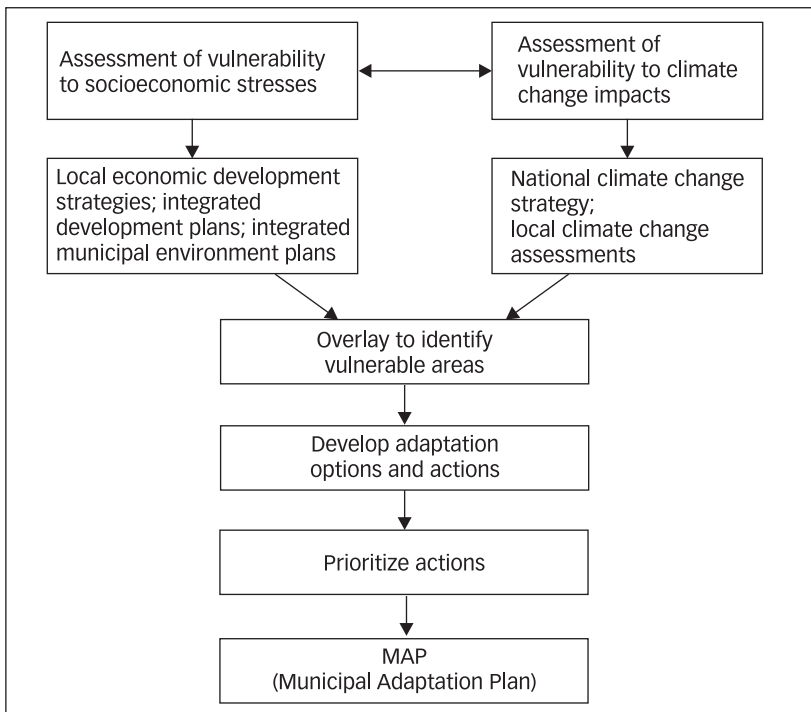 Assessment of vulnerability
to socioeconomic stresses
Assessment of
vulnerability to climate
change impacts
Local economic development
strategies; integrated
development plans; integrated
municipal environment plans
National climate change
strategy;
local climate change
assessments
Overlay to identify
vulnerable areas
Develop adaptation
options and actions
Prioritize actions
MAP
(Municipal Adaptation Plan)